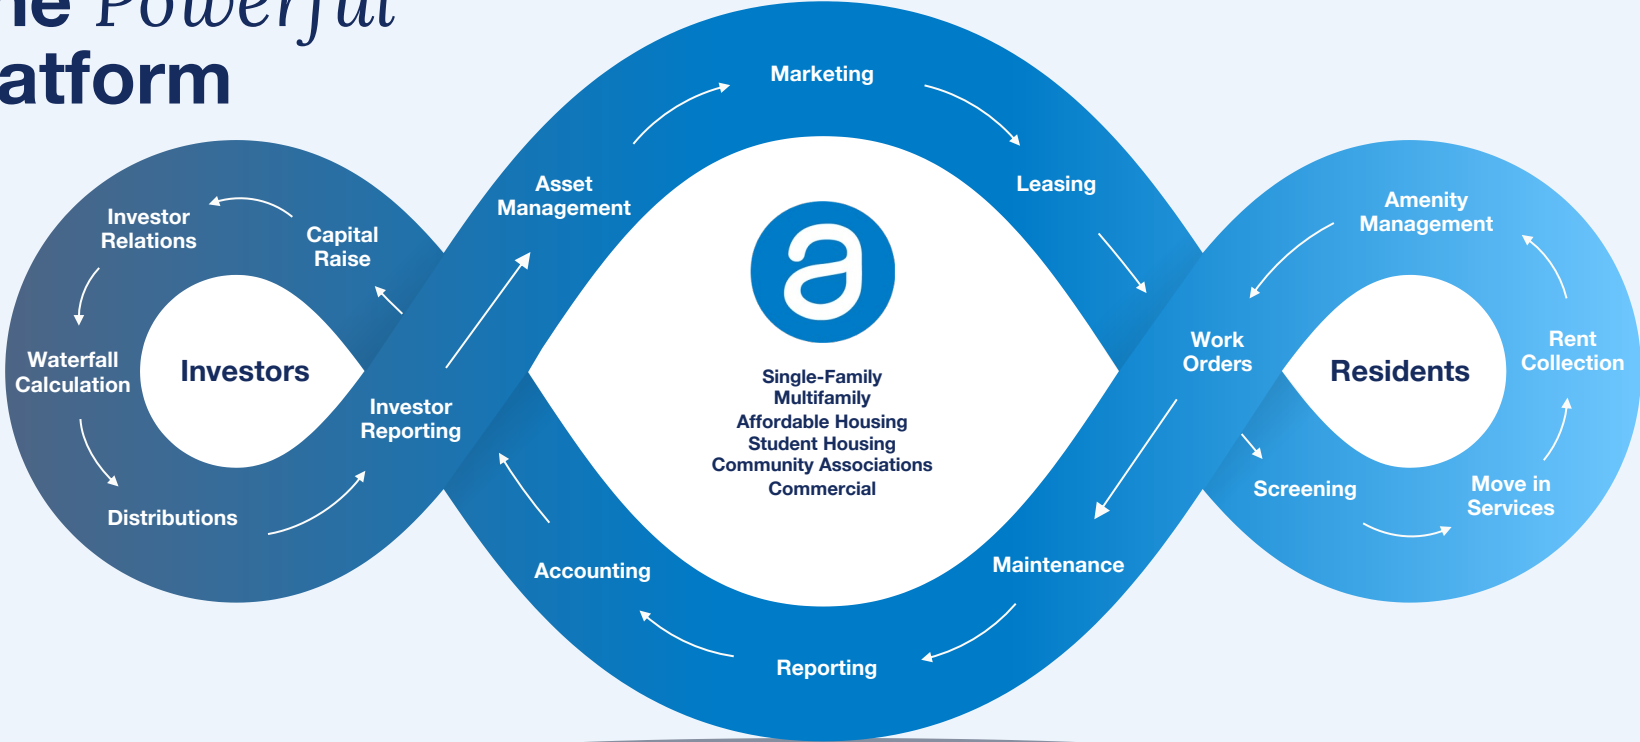 Powerful
Marketing
Asset
Management
Leasing
Amenity
Management
Investor
Relations
Capital
Raise
a
Waterfall
Calculation
Investors
Work
Orders
Residents
Rent
Collection
Investor
Reporting
Single-Family
Multifamily
Affordable Housing
Student Housing
Community Associations
Commercial
Distributions
Screening
Move in
Services
Accounting
Maintenance
Reporting